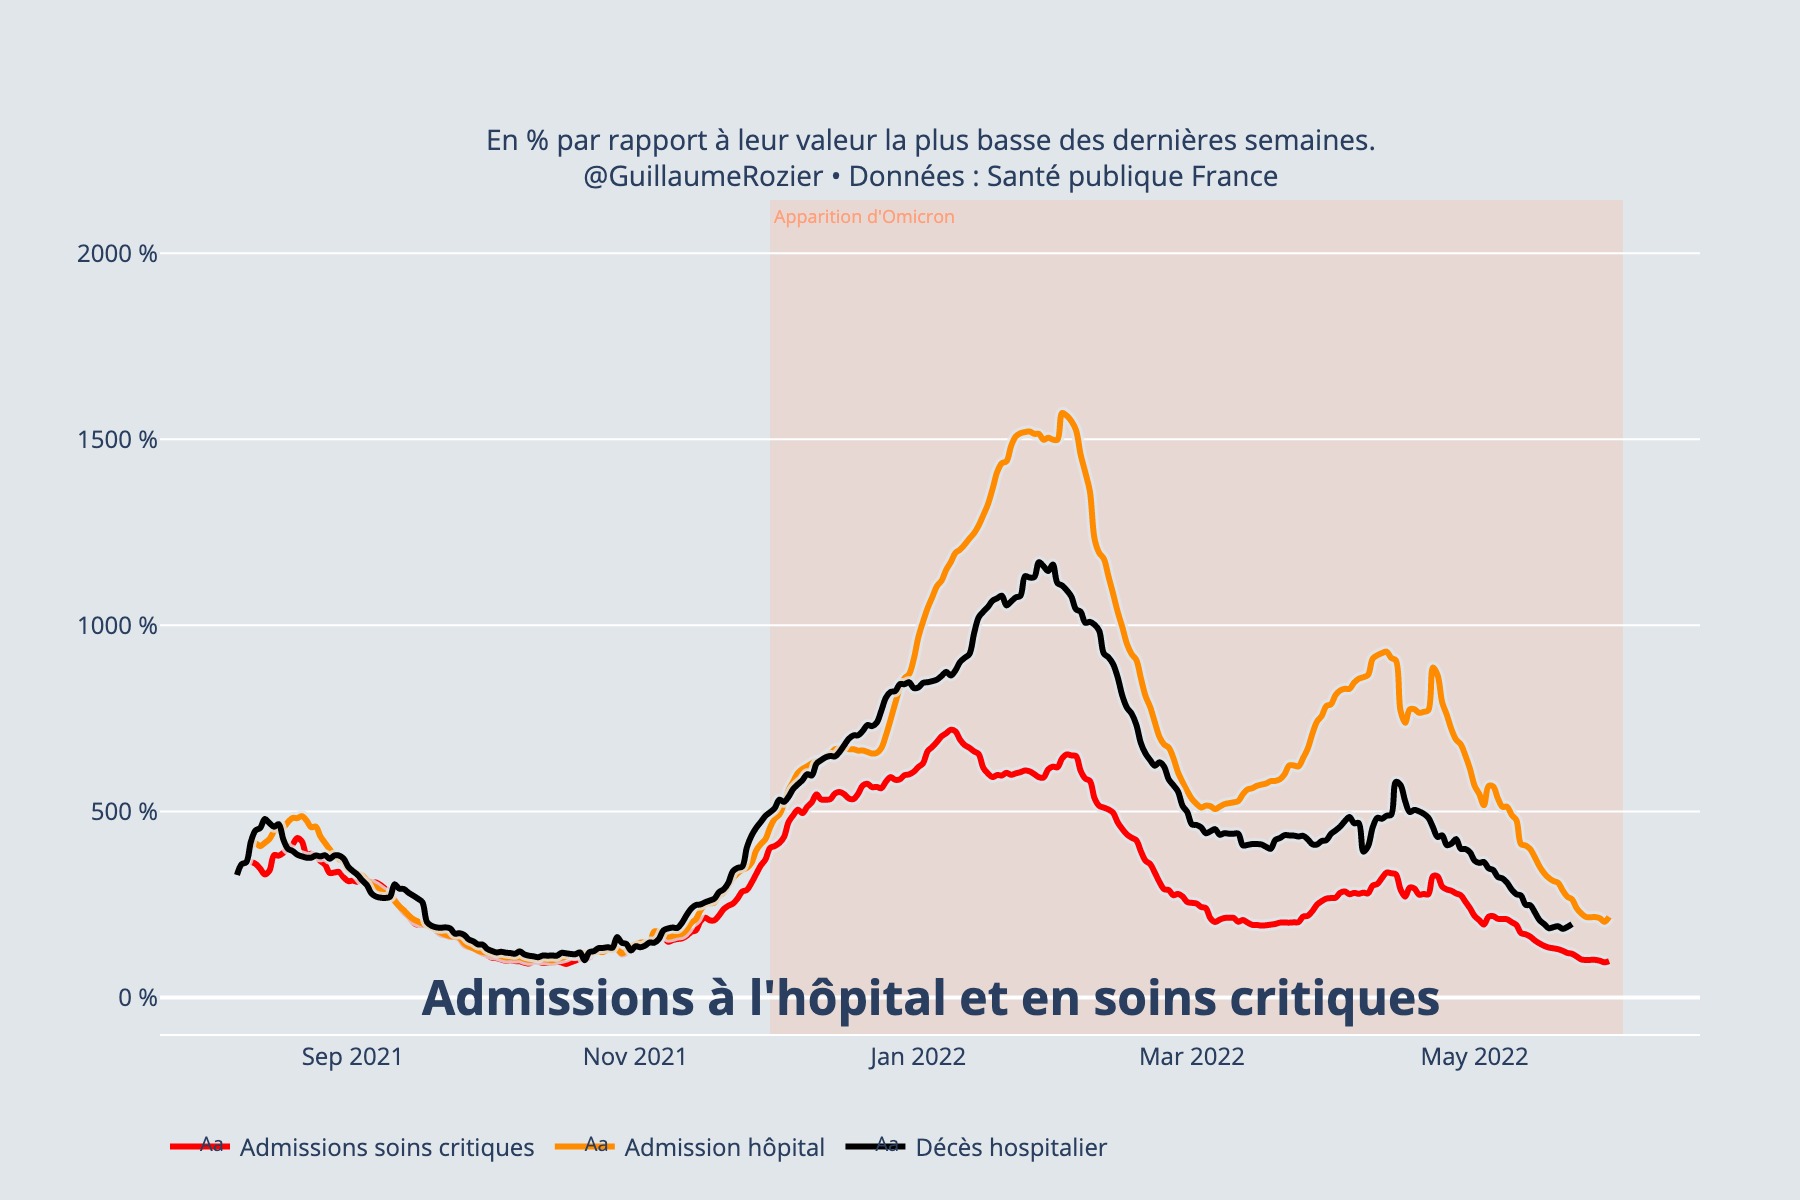 En % par rapport à leur valeur la plus basse des dernières semaines.
@GuillaumeRozier • Données : Santé publique France
Apparition d'Omicron
2000 %
1500 %
1000 %
500 %
0 %
Admissions à l'hôpital et en soins critiques
Sep 2021
Nov 2021
Jan 2022
Mar 2022
May 2022
Aa Admissions soins critiques
Aa Admission hôpital
Aa Décès hospitalier